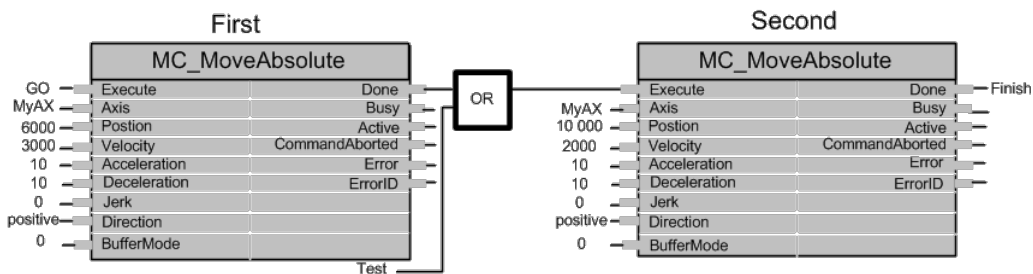 First
Second
MC_MoveAbsolute
MC_MoveAbsolute
GO Execute Done
OR
Execute Done Finish
MyAX Axis Busy
MyAX Axis Busy
6000 Postion Active
10 000 Postion Active
3000 Velocity CommandAborted
2000 Velocity CommandAborted
10 Acceleration Error
10 Acceleration Error
10 Deceleration ErrorID
10 Deceleration ErrorID
0 Jerk
0 Jerk
positive Direction
positive Direction
0 BufferMode
0 BufferMode
Test